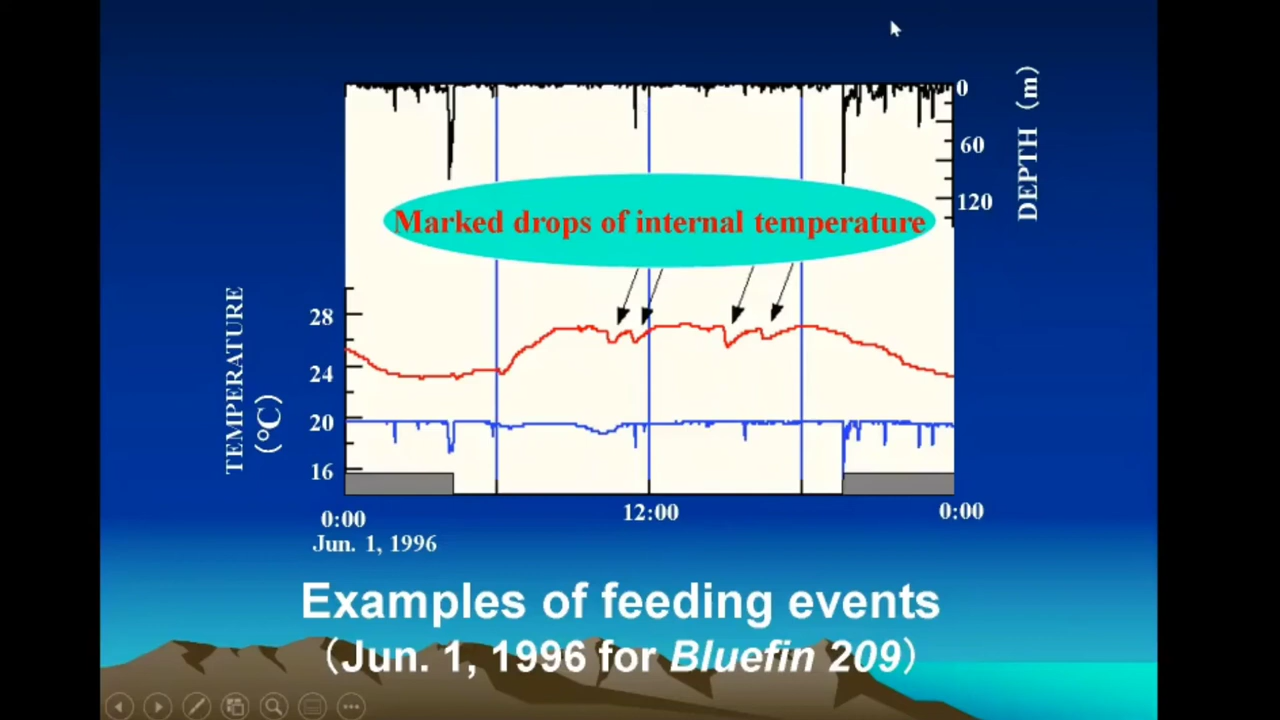 0
60
120
DEPTH (m)
Marked drops of internal temperature
TEMPERATURE
(°C)
28
24
20
16
0:00
12:00
0:00
Jun. 1, 1996
Examples of feeding events
(Jun. 1, 1996 for Bluefin 209)